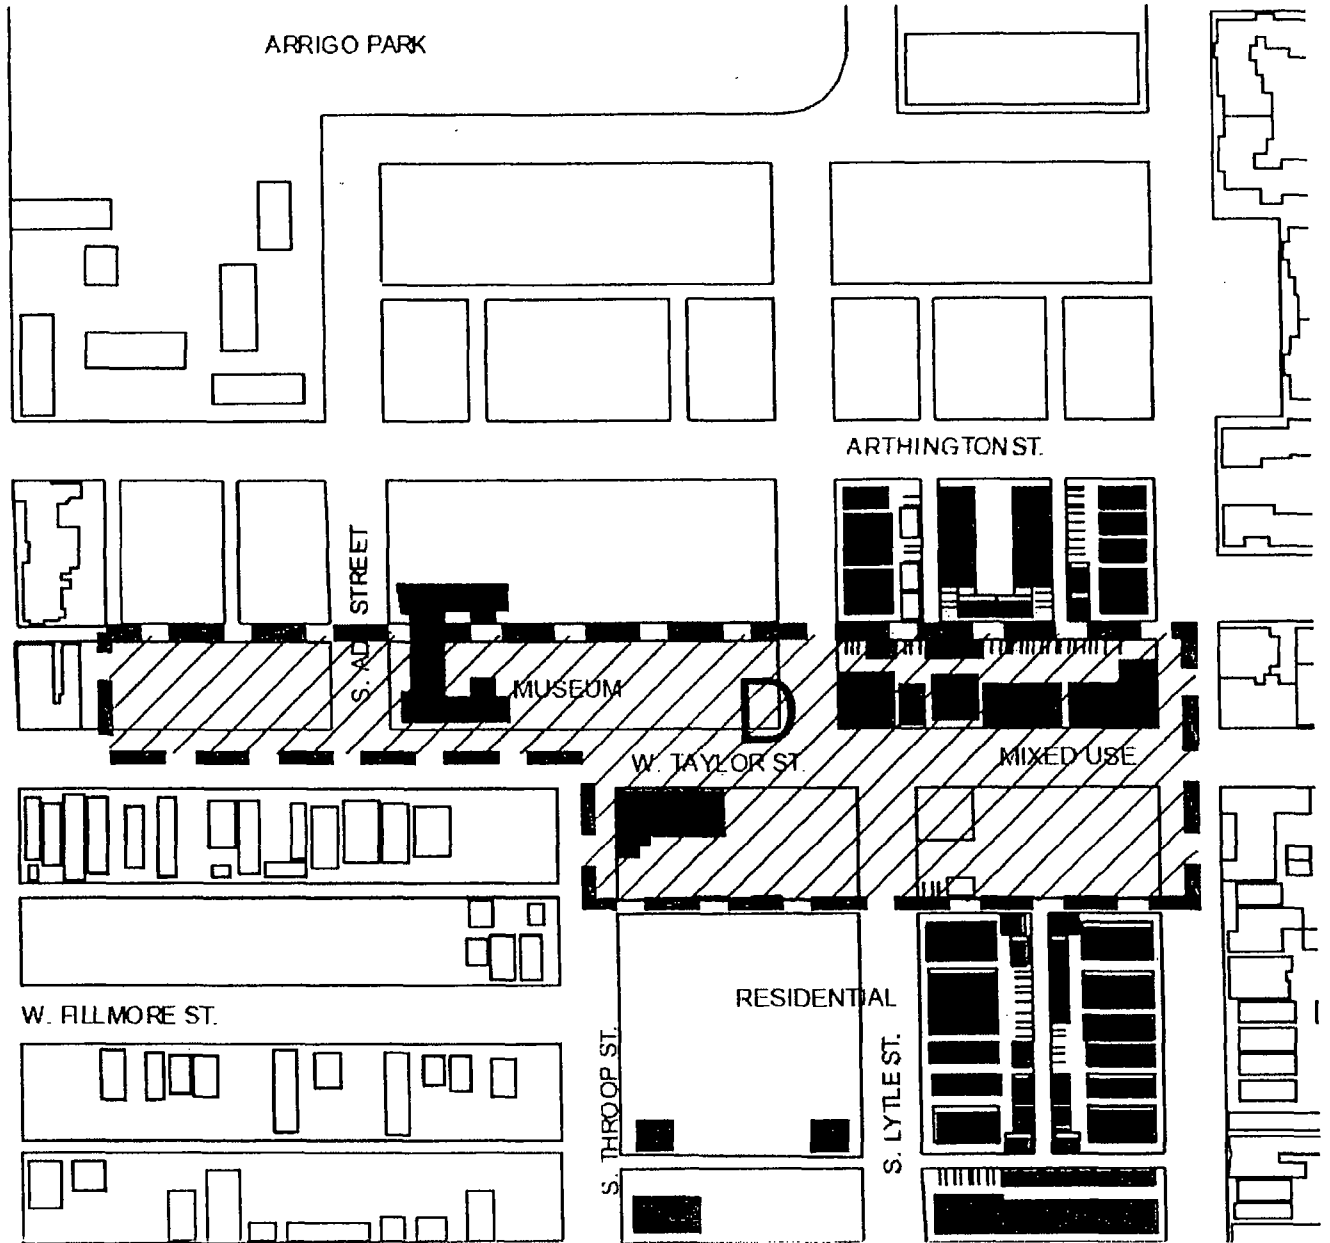 ARRIGO PARK
ARTHINGTON ST.
S. AD STREET
MUSEUM
D
W. TAYLOR ST.
MIXED USE
RESIDENTIAL
W. FILLMORE ST.
S. THROOP ST.
S. LYTLE ST.